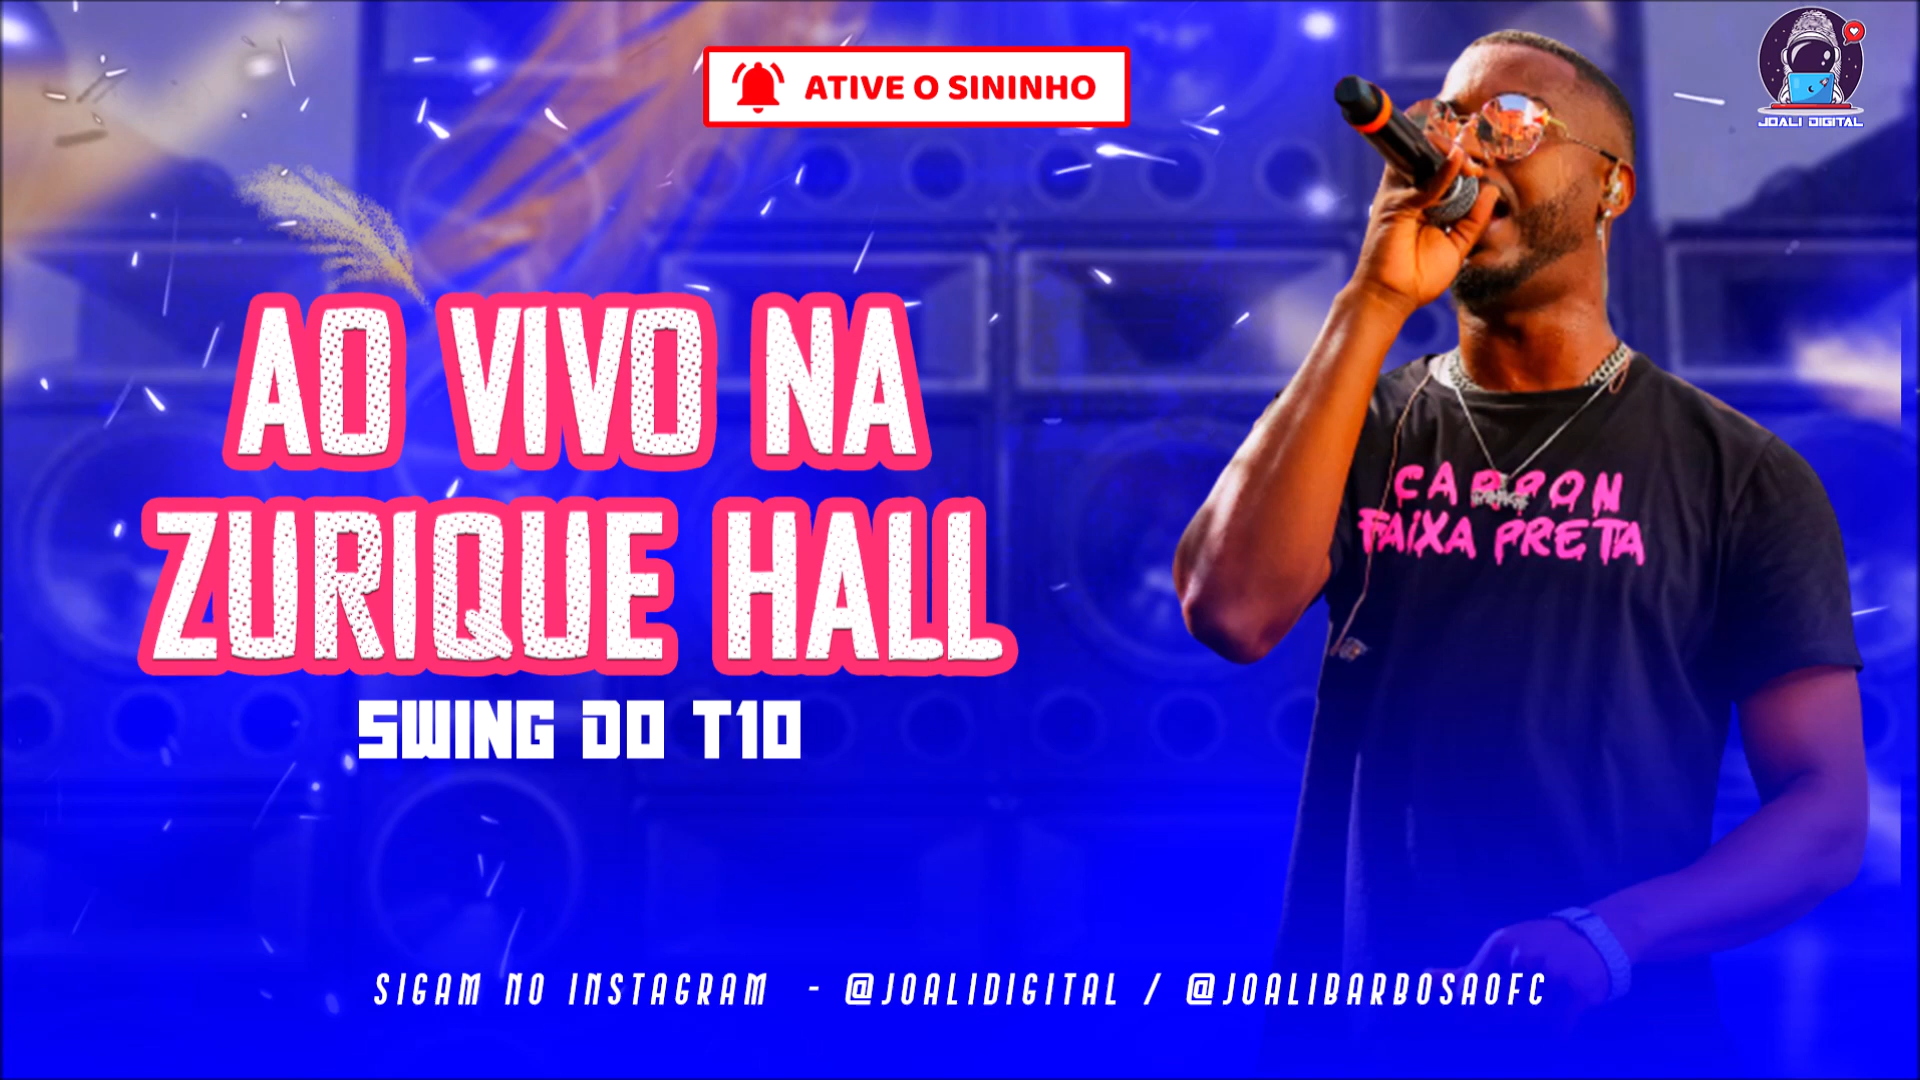 ATIVE O SININHO
JOALI DIGITAL
AO VIVO NA
ZURIQUE HALL
SWING DO T10
CARRON
FAIXA PRETA
SIGAM NO INSTAGRAM - @JOALIDIGITAL / @JOALIBARBOSAOFC